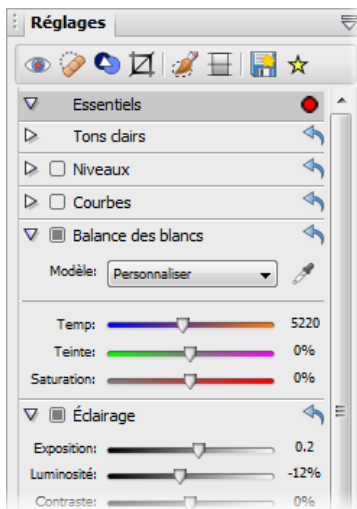 Réglages
Essentiels
Tons clairs
Niveaux
Courbes
Balance des blancs
Modèle: Personnaliser
Temp: 5220
Teinte: 0%
Saturation: 0%
Éclairage
Exposition: 0.2
Luminosité: -12%
Contraste: 0%